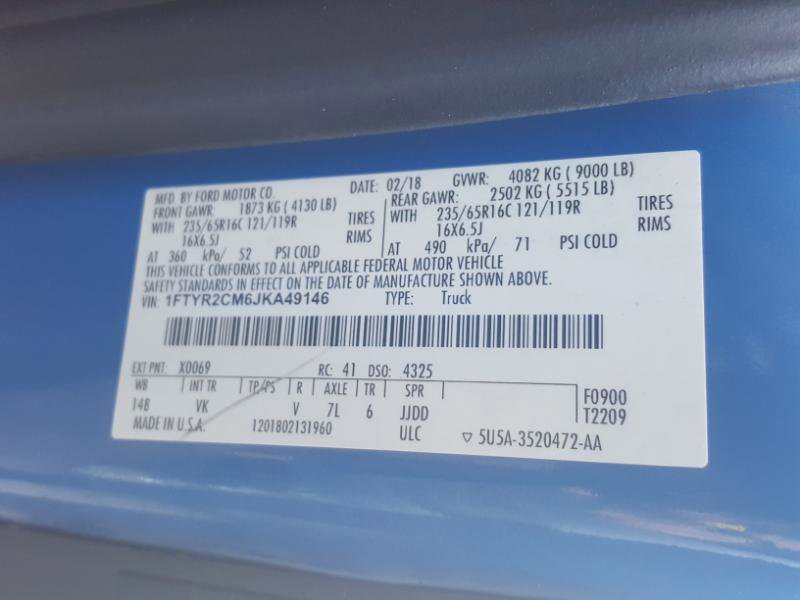 MFD. BY FORD MOTOR CO. DATE: 02/18 GVWR: 4082 KG ( 9000 LB)
FRONT GAWR: 1873 KG ( 4130 LB) REAR GAWR: 2502 KG ( 5515 LB)
WITH 235/65R16C 121/119R TIRES WITH 235/65R16C 121/119R TIRES
16X6.5J RIMS 16X6.5J RIMS
AT 360 kPa/ 52 PSI COLD AT 490 kPa/ 71 PSI COLD
THIS VEHICLE CONFORMS TO ALL APPLICABLE FEDERAL MOTOR VEHICLE
SAFETY STANDARDS IN EFFECT ON THE DATE OF MANUFACTURE SHOWN ABOVE.
VIN: 1FTYR2CM6JKA49146 TYPE: Truck
EXT PNT: X0069 RC: 41 DSO: 4325
WB INT TR TP/PS R AXLE TR SPR F0900
14B VK V 7L 6 JJDD T2209
MADE IN U.S.A. 1201802131960 ULC ▽ 5U5A-3520472-AA